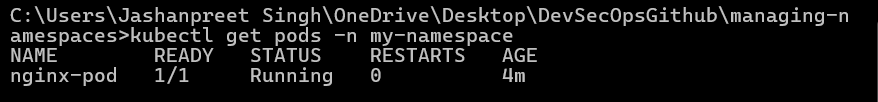 C:\Users\Jashanpreet Singh\OneDrive\Desktop\DevSecOpsGithub\managing-n
amespaces>kubectl get pods -n my-namespace
NAME        READY   STATUS    RESTARTS   AGE
nginx-pod   1/1     Running   0          4m